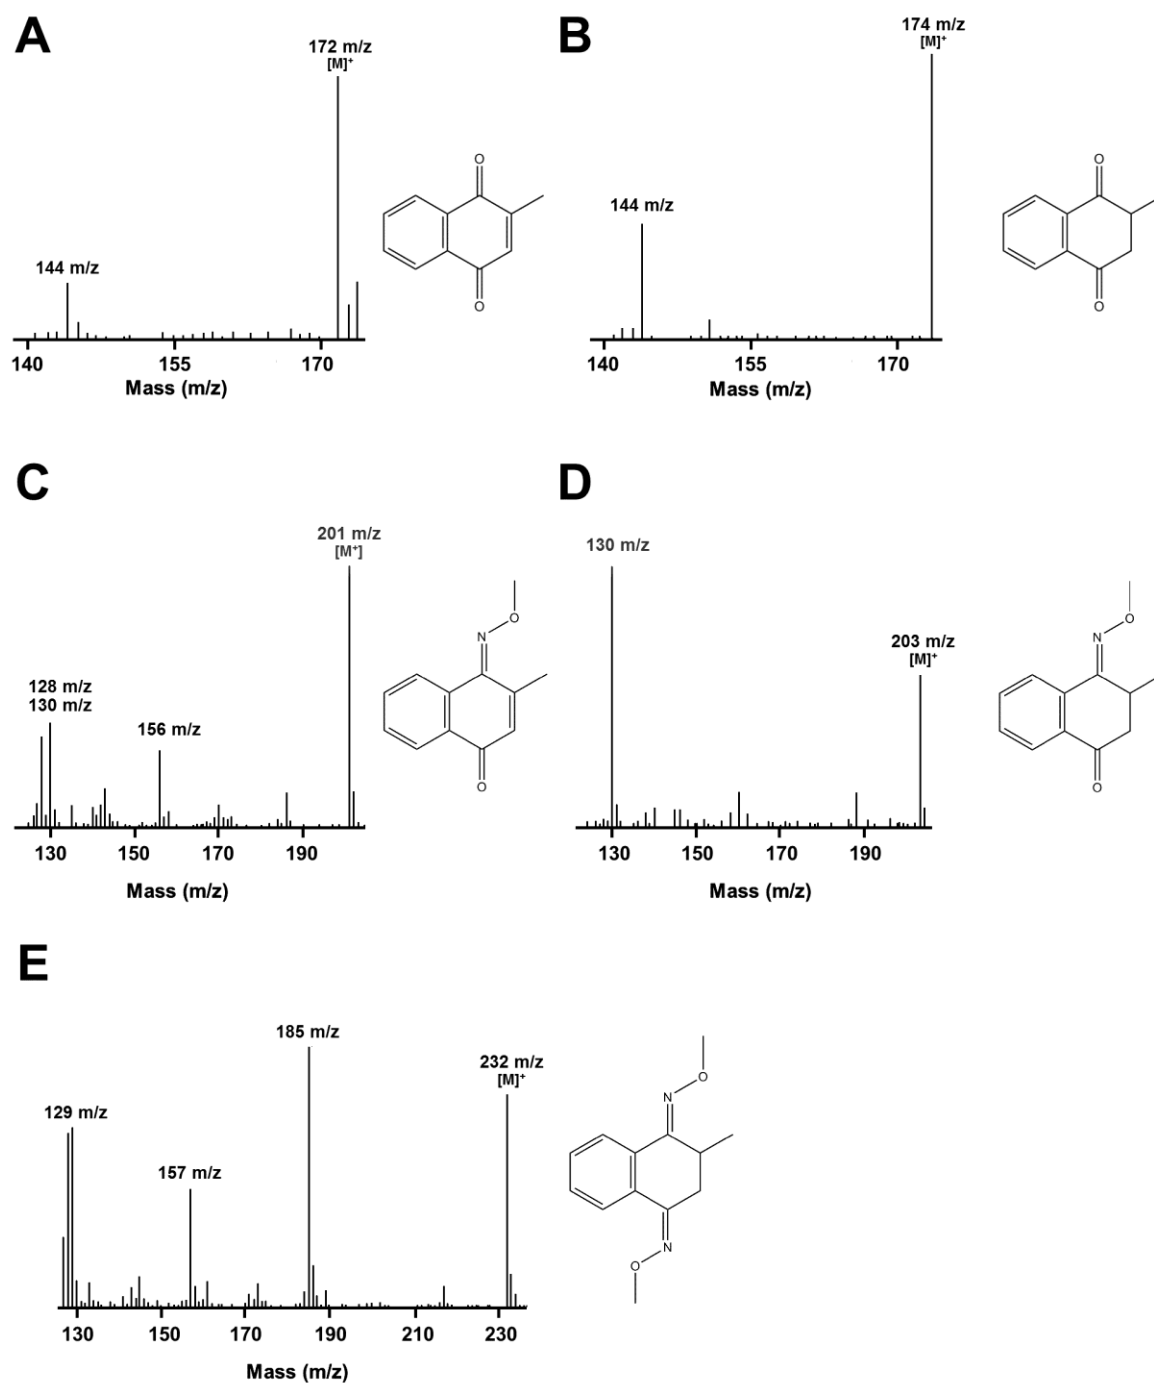 A
172 m/z
[M]⁺
144 m/z
O
O
140
155
170
Mass (m/z)
B
174 m/z
[M]⁺
144 m/z
O
O
140
155
170
Mass (m/z)
C
201 m/z
[M⁺]
128 m/z
130 m/z
156 m/z
O
N
O
130
150
170
190
Mass (m/z)
D
130 m/z
203 m/z
[M]⁺
O
N
O
130
150
170
190
Mass (m/z)
E
185 m/z
232 m/z
[M]⁺
129 m/z
157 m/z
O
N
N
O
130
150
170
190
210
230
Mass (m/z)